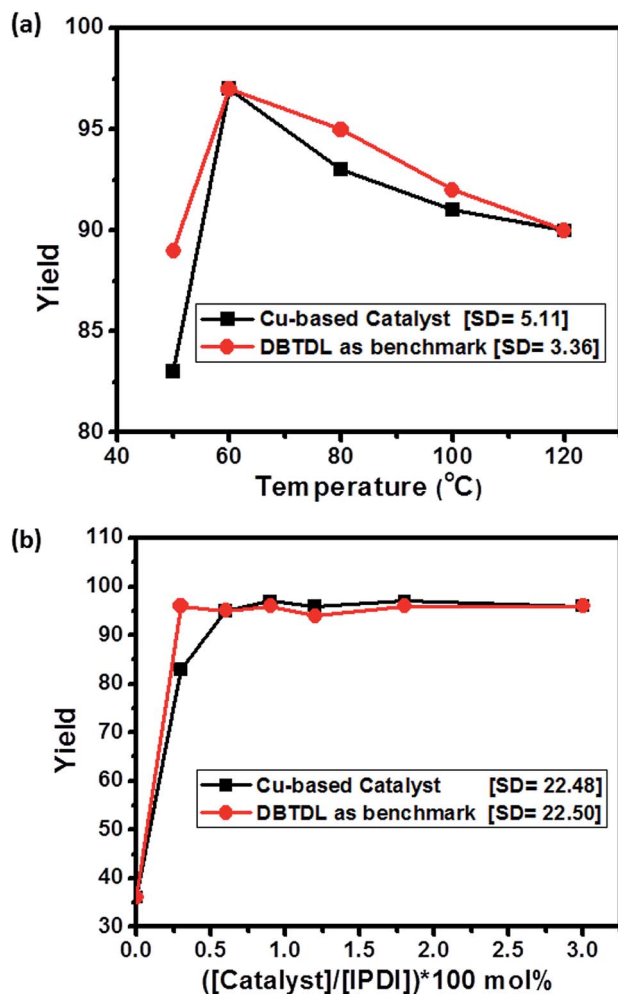 (a)
100
95
90
85
80
Yield
Cu-based Catalyst [SD= 5.11]
DBTDL as benchmark [SD= 3.36]
40 60 80 100 120
Temperature (°C)
(b)
110
100
90
80
70
60
50
40
30
Yield
Cu-based Catalyst [SD= 22.48]
DBTDL as benchmark [SD= 22.50]
0.0 0.5 1.0 1.5 2.0 2.5 3.0
([Catalyst]/[IPDI])*100 mol%